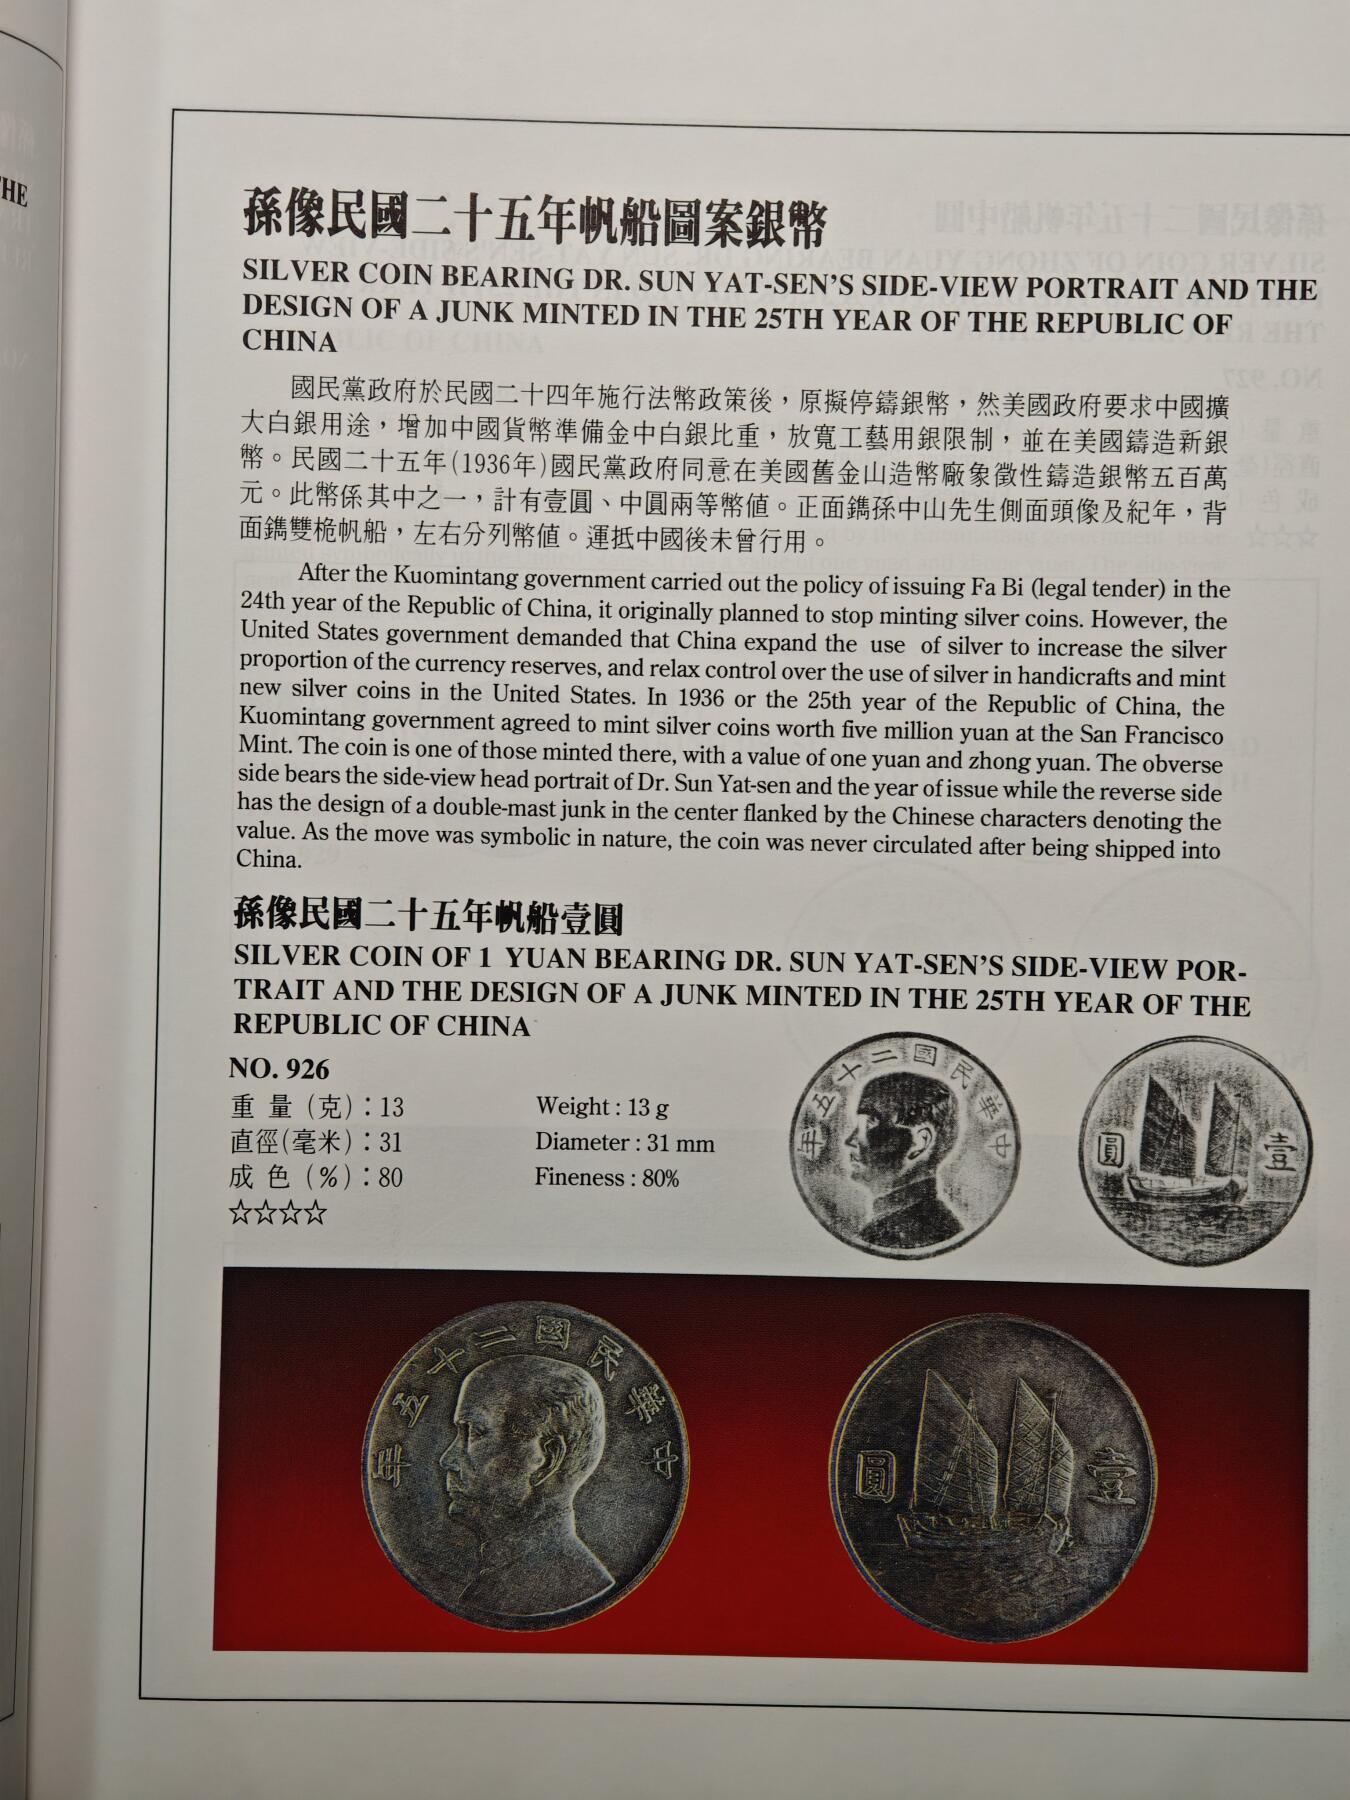 HE
孫像民國二十五年帆船圖案銀幣
SILVER COIN BEARING DR. SUN YAT-SEN'S SIDE-VIEW PORTRAIT AND THE
DESIGN OF A JUNK MINTED IN THE 25TH YEAR OF THE REPUBLIC OF
CHINA
國民黨政府於民國二十四年施行法幣政策後，原擬停鑄銀幣，然美國政府要求中國擴
大白銀用途，增加中國貨幣準備金中白銀比重，放寬工藝用銀限制，並在美國鑄造新銀
幣。民國二十五年(1936年)國民黨政府同意在美國舊金山造幣廠象徵性鑄造銀幣五百萬
元。此幣係其中之一，計有壹圓、中圓兩等幣值。正面鐫孫中山先生側面頭像及紀年，背
面鐫雙桅帆船，左右分列幣值。運抵中國後未曾行用。
After the Kuomintang government carried out the policy of issuing Fa Bi (legal tender) in the
24th year of the Republic of China, it originally planned to stop minting silver coins. However, the
United States government demanded that China expand the use of silver to increase the silver
proportion of the currency reserves, and relax control over the use of silver in handicrafts and mint
new silver coins in the United States. In 1936 or the 25th year of the Republic of China, the
Kuomintang government agreed to mint silver coins worth five million yuan at the San Francisco
Mint. The coin is one of those minted there, with a value of one yuan and zhong yuan. The obverse
side bears the side-view head portrait of Dr. Sun Yat-sen and the year of issue while the reverse side
has the design of a double-mast junk in the center flanked by the Chinese characters denoting the
value. As the move was symbolic in nature, the coin was never circulated after being shipped into
China.
孫像民國二十五年帆船壹圓
SILVER COIN OF 1 YUAN BEARING DR. SUN YAT-SEN'S SIDE-VIEW POR-
TRAIT AND THE DESIGN OF A JUNK MINTED IN THE 25TH YEAR OF THE
REPUBLIC OF CHINA
NO. 926
重 量 (克)：13 Weight : 13 g
直徑(毫米)：31 Diameter : 31 mm
成 色 (%)：80 Fineness : 80%
☆☆☆☆
年五十二國民華中
圓 壹
年五十二國民華中
圓 壹